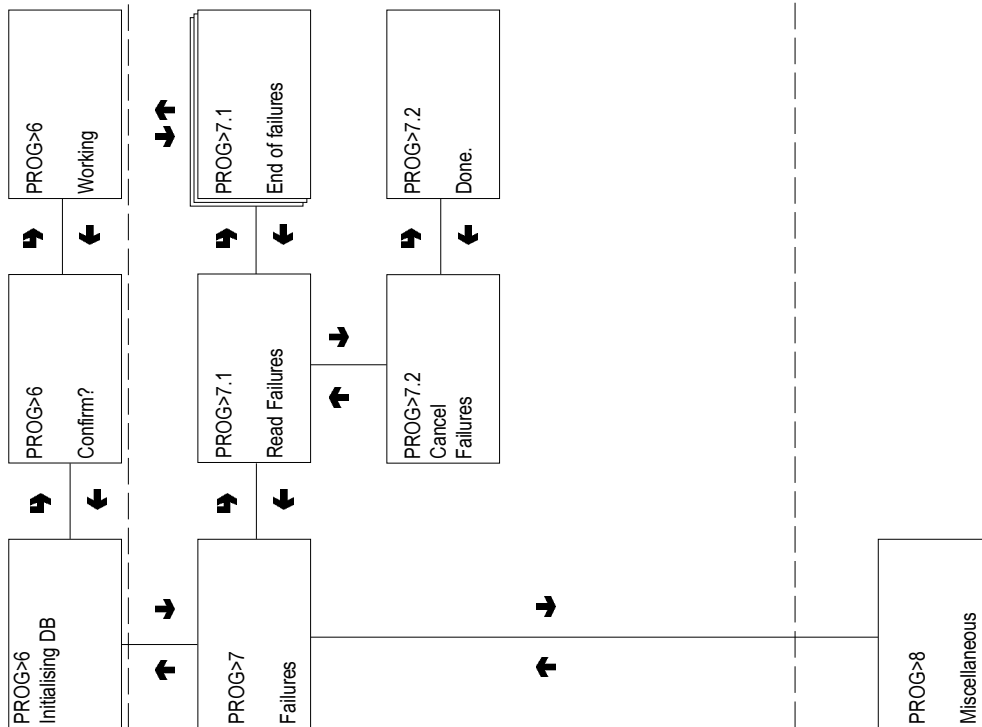 PROG>6
Initialising DB
PROG>6
Confirm?
PROG>6
Working
PROG>7
Failures
PROG>7.1
Read Failures
PROG>7.1
End of failures
PROG>7.2
Cancel
Failures
PROG>7.2
Done.
PROG>8
Miscellaneous